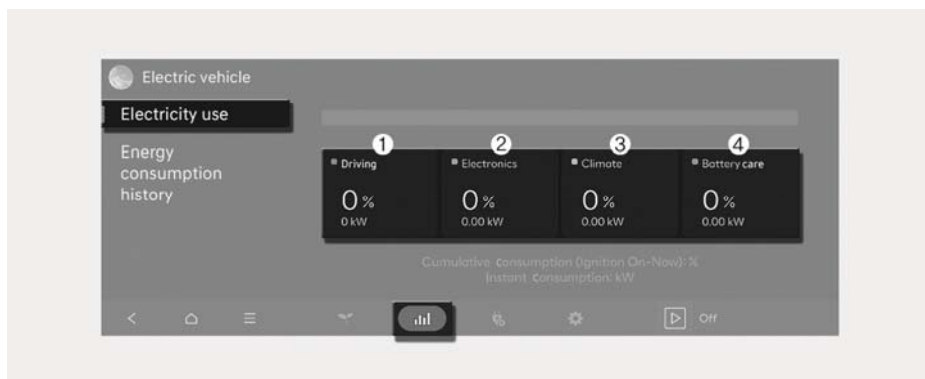 Electric vehicle
Electricity use
Energy
consumption
history
1 2 3 4
Driving Electronics Climate Battery care
0 % 0 % 0 % 0 %
0 kW 0.00 kW 0.00 kW 0.00 kW
Cumulative consumption (Ignition On-Now): %
Instant consumption: kW
Off